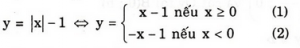 y = |x| - 1 ⇔ y = { x - 1 nếu x ≥ 0 (1)
-x - 1 nếu x < 0 (2)